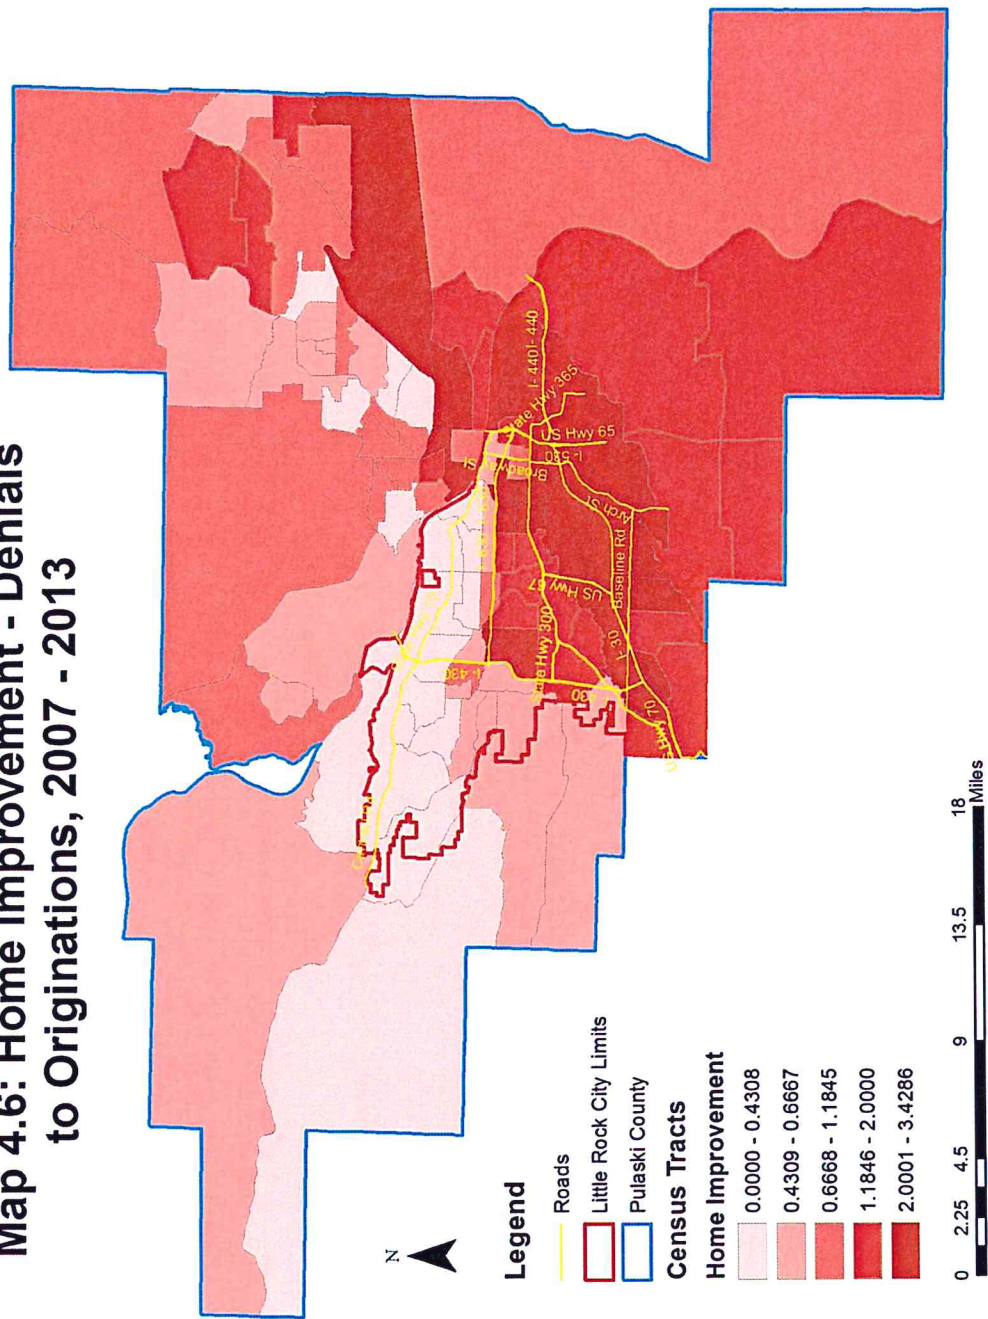 Map 4.6: Home Improvement - Denials
to Originations, 2007 - 2013
I- 430
I- 440
I- 440
State Hwy 365
US Hwy 65
I- 530
Broadway St
Arch St
Baseline Rd
US Hwy 67
State Hwy 300
I- 30
430
US Hwy 70
N
Legend
Roads
Little Rock City Limits
Pulaski County
Census Tracts
Home Improvement
0.0000 - 0.4308
0.4309 - 0.6667
0.6668 - 1.1845
1.1846 - 2.0000
2.0001 - 3.4286
0 2.25 4.5 9 13.5 18
Miles